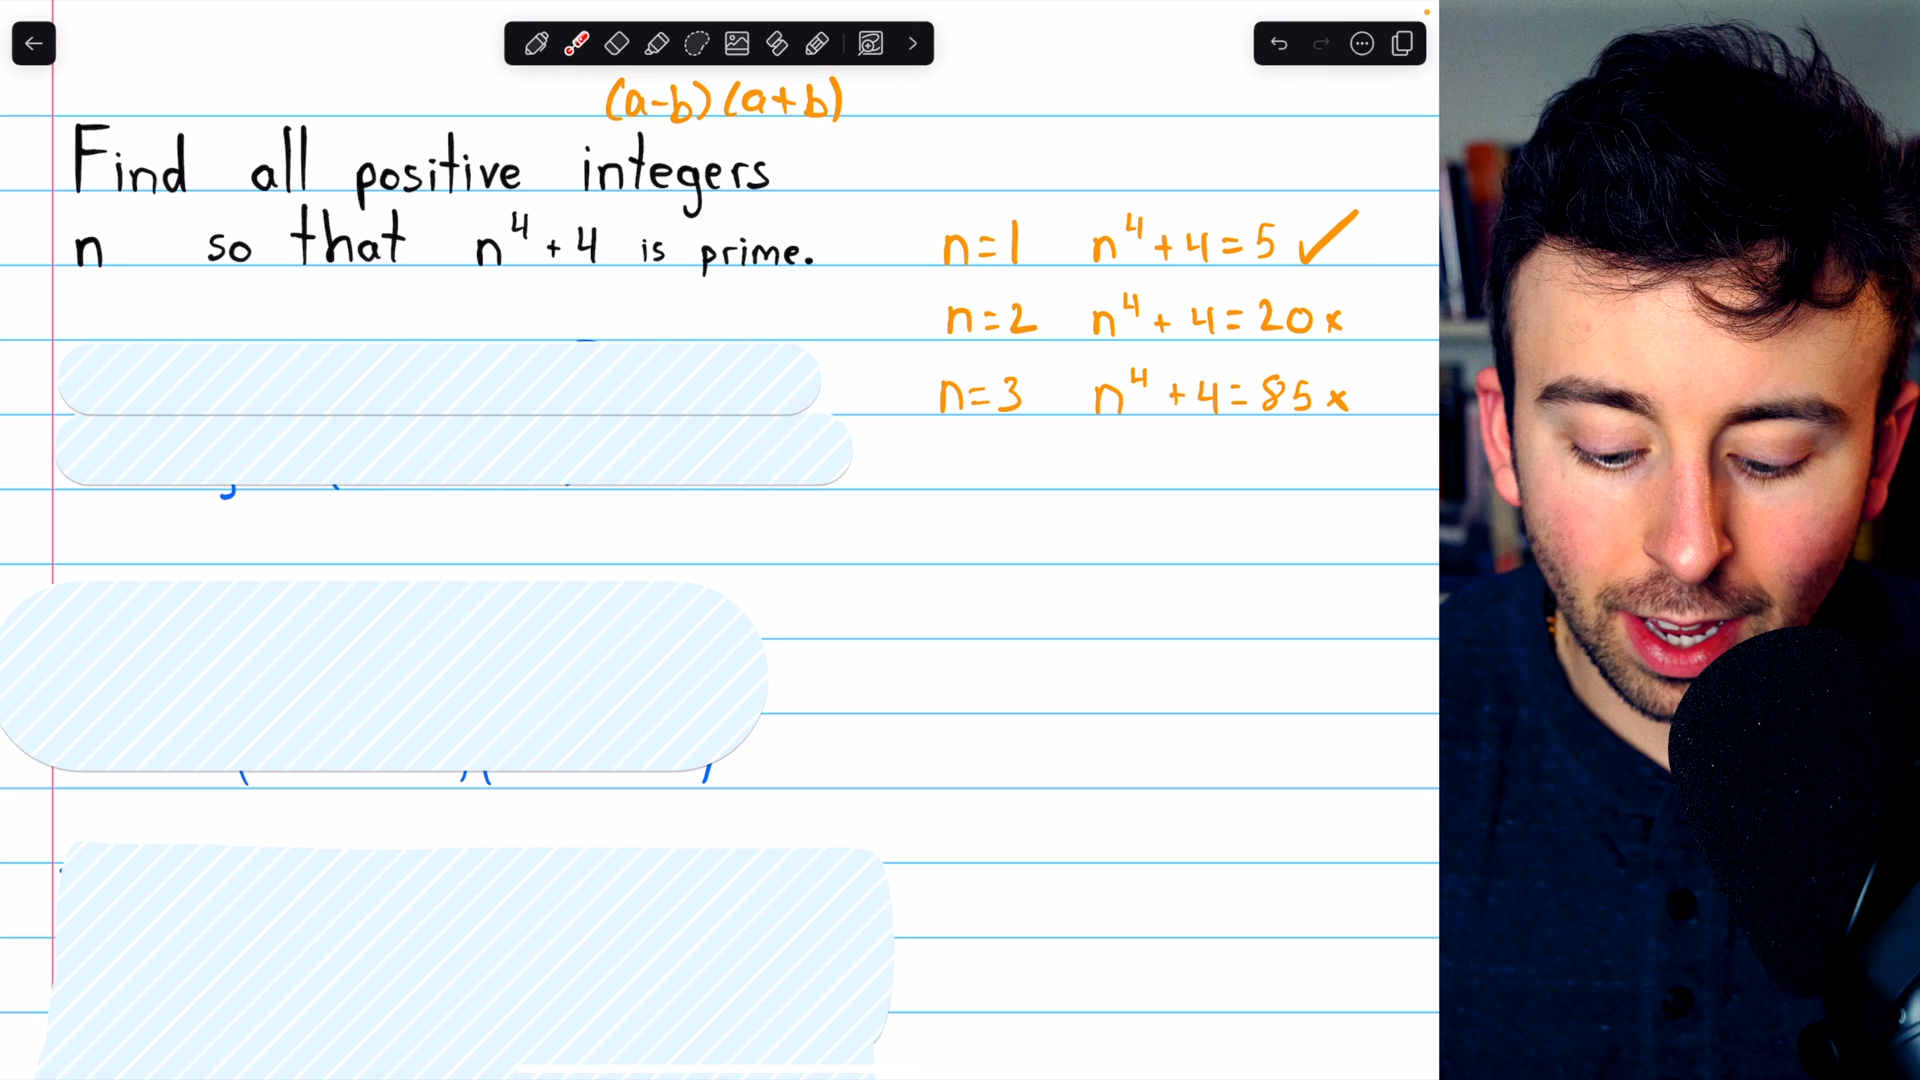 (a-b)(a+b)
Find all positive integers
n so that n⁴+4 is prime.
n=1 n⁴+4=5 ✓
n=2 n⁴+4=20 x
n=3 n⁴+4=85 x